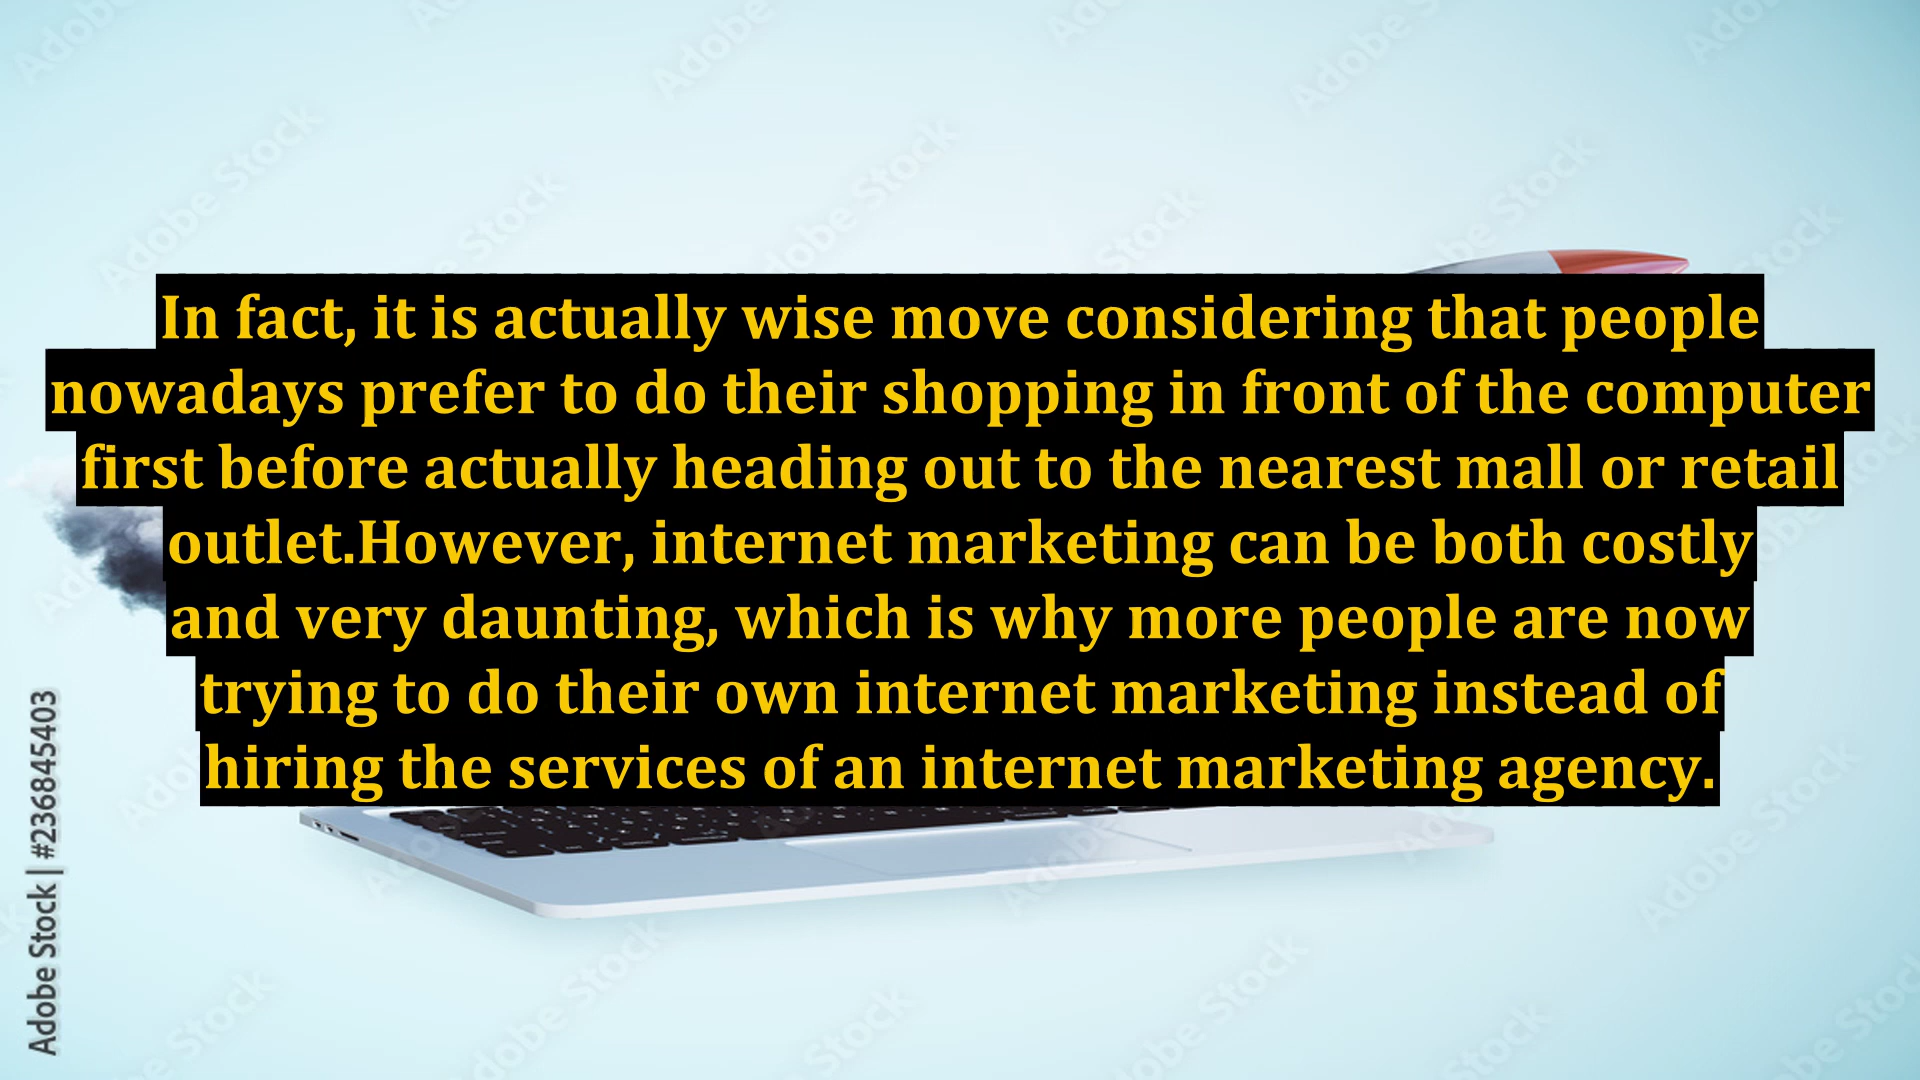 In fact, it is actually wise move considering that people
nowadays prefer to do their shopping in front of the computer
first before actually heading out to the nearest mall or retail
outlet.However, internet marketing can be both costly
and very daunting, which is why more people are now
trying to do their own internet marketing instead of
hiring the services of an internet marketing agency.
Adobe Stock | #236845403